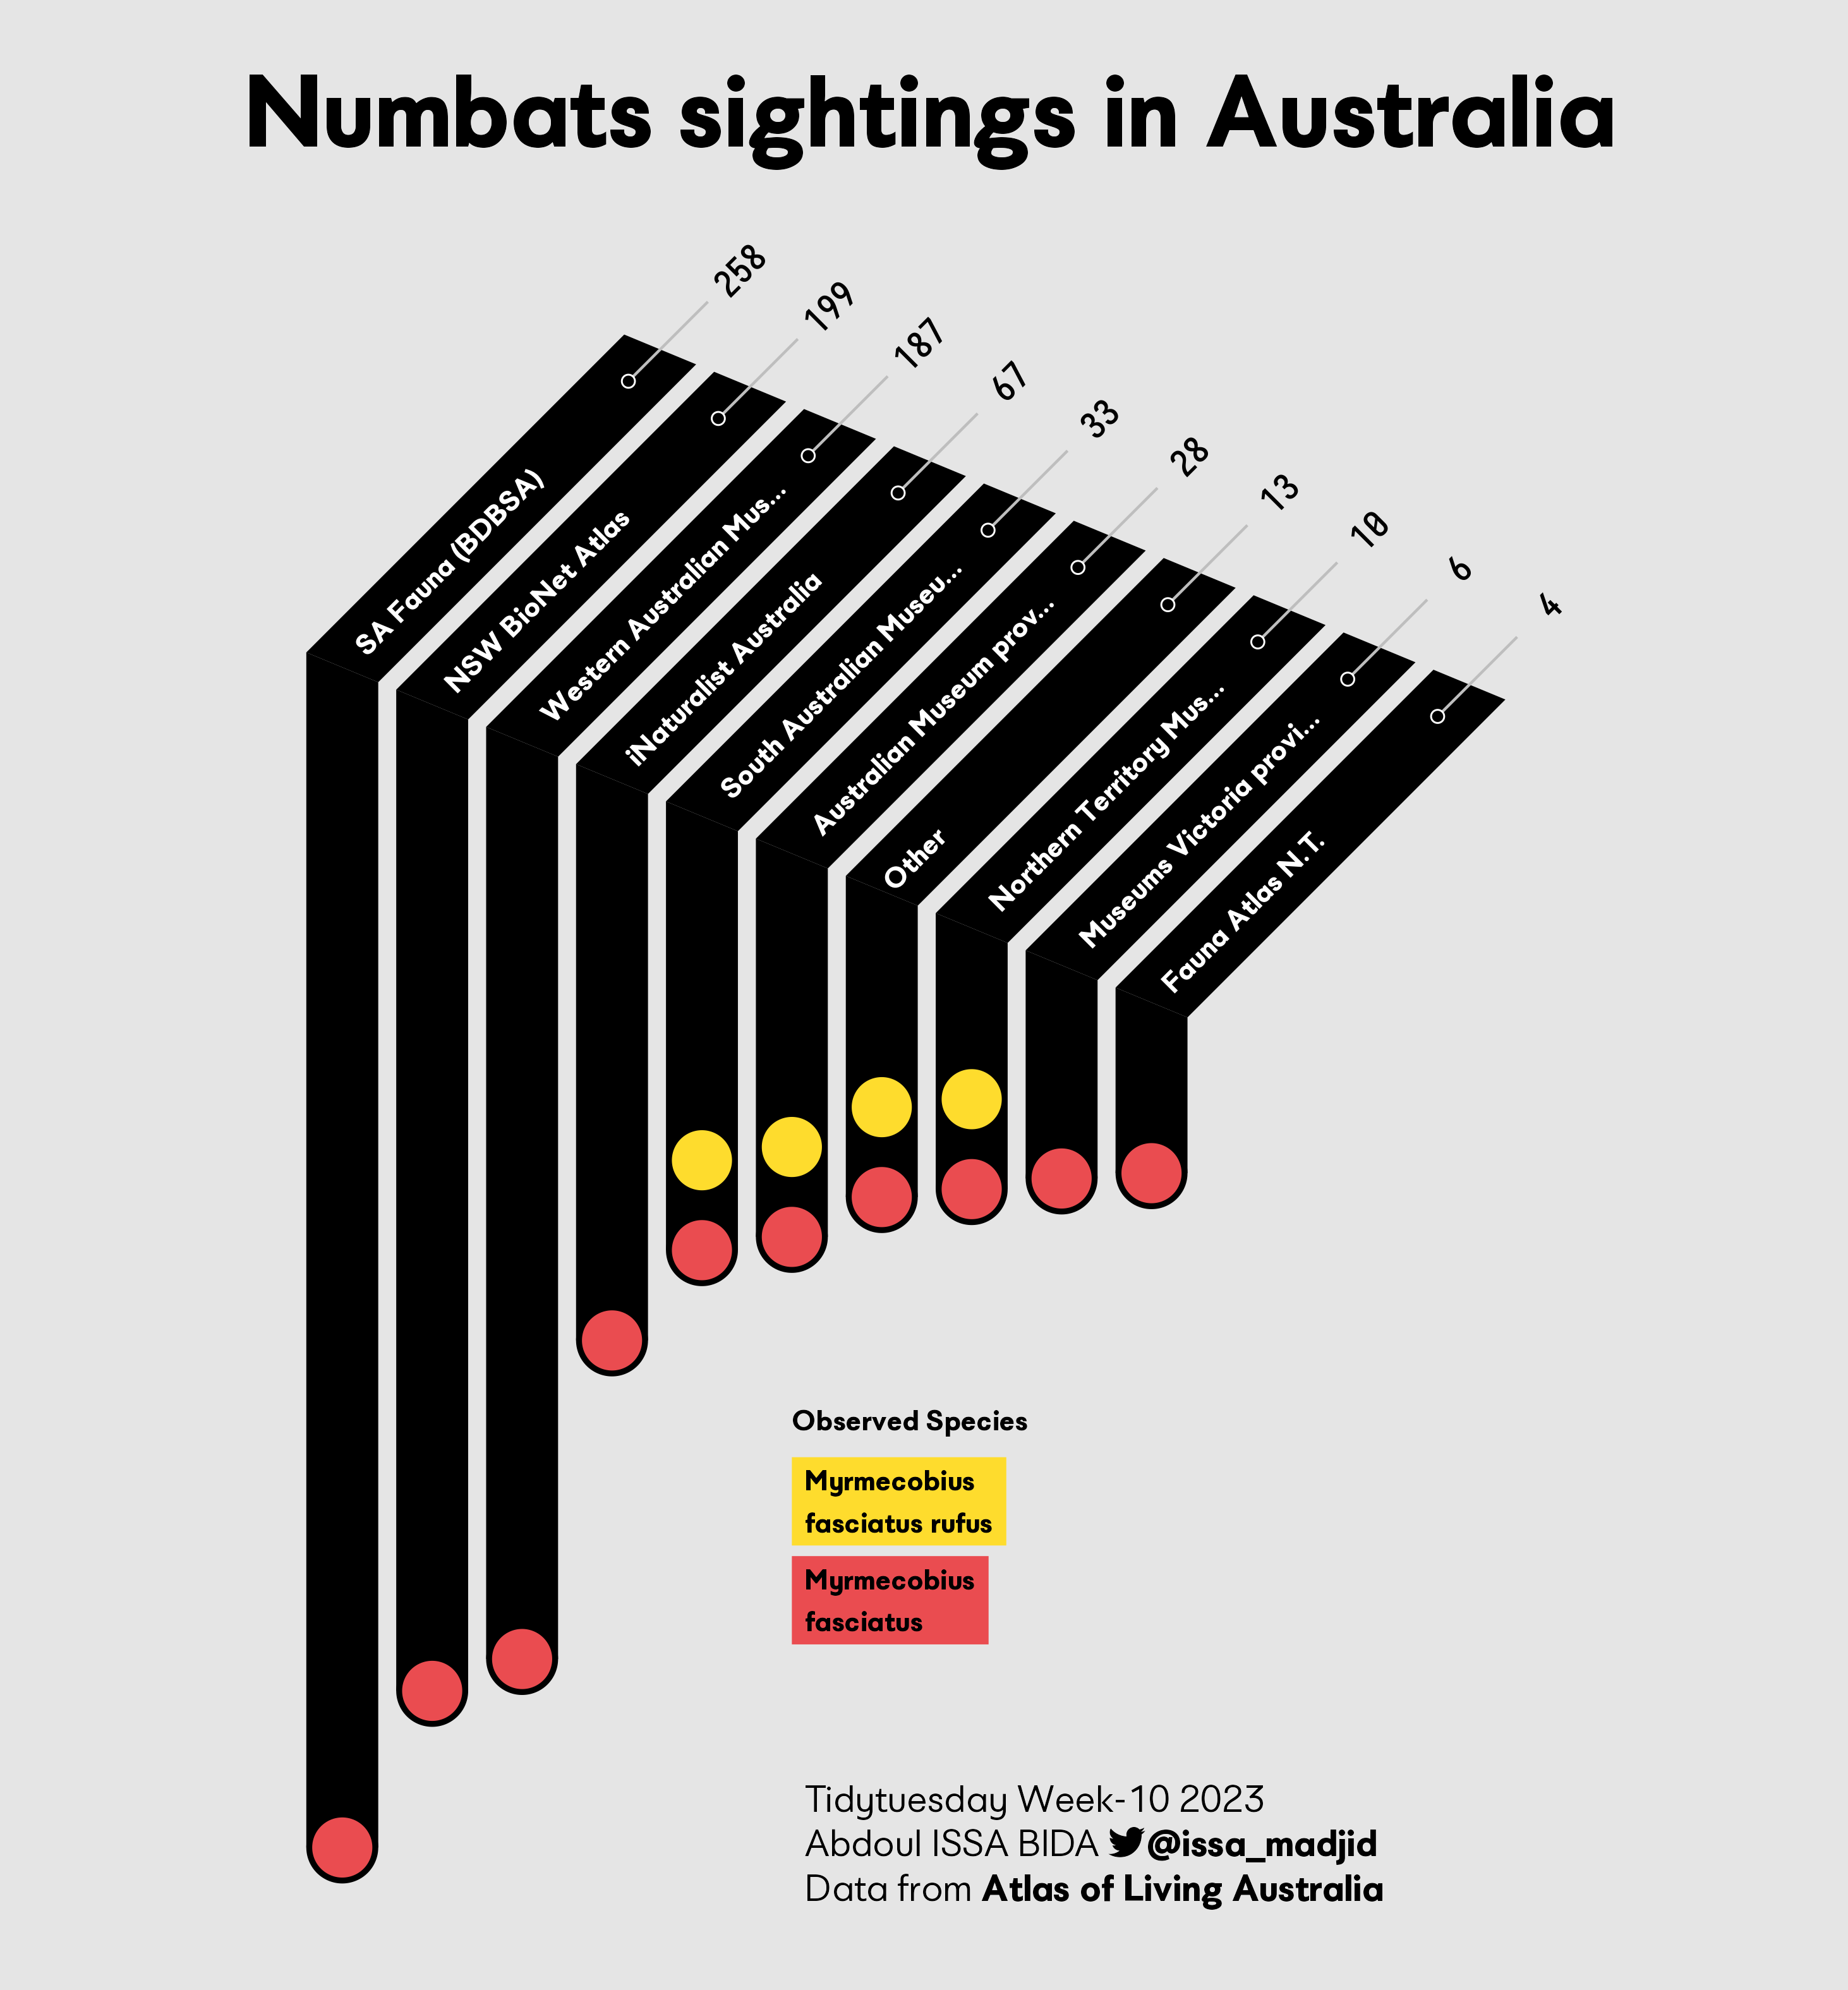 Numbats sightings in Australia
258
199
187
67
33
28
13
10
6
4
SA Fauna (BDBSA)
NSW BioNet Atlas
Western Australian Mus...
iNaturalist Australia
South Australian Museu...
Australian Museum prov...
Other
Northern Territory Mus...
Museums Victoria provi...
Fauna Atlas N.T.
Observed Species
Myrmecobius
fasciatus rufus
Myrmecobius
fasciatus
Tidytuesday Week-10 2023
Abdoul ISSA BIDA @issa_madjid
Data from Atlas of Living Australia